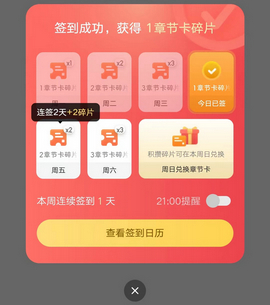 签到成功，获得 1章节卡碎片
x1
x2
x3
1章节卡碎片
2章节卡碎片
3章节卡碎片
1章节卡碎片
周一
周二
周三
今日已签
连签2天+2碎片
x2
x3
2章节卡碎片
3章节卡碎片
积攒碎片可在本周日兑换
周五
周六
周日兑换章节卡
本周连续签到 1 天
21:00提醒
查看签到日历